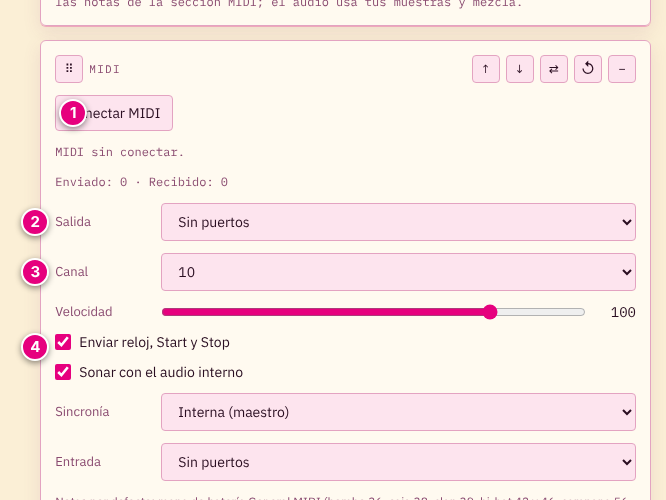 las notas de la sección MIDI; el audio usa tus muestras y mezcla.
MIDI
↑ ↓ ⇄ ↺ −
1 nectar MIDI
MIDI sin conectar.
Enviado: 0 · Recibido: 0
2 Salida Sin puertos
3 Canal 10
Velocidad 100
4 Enviar reloj, Start y Stop
Sonar con el audio interno
Sincronía Interna (maestro)
Entrada Sin puertos